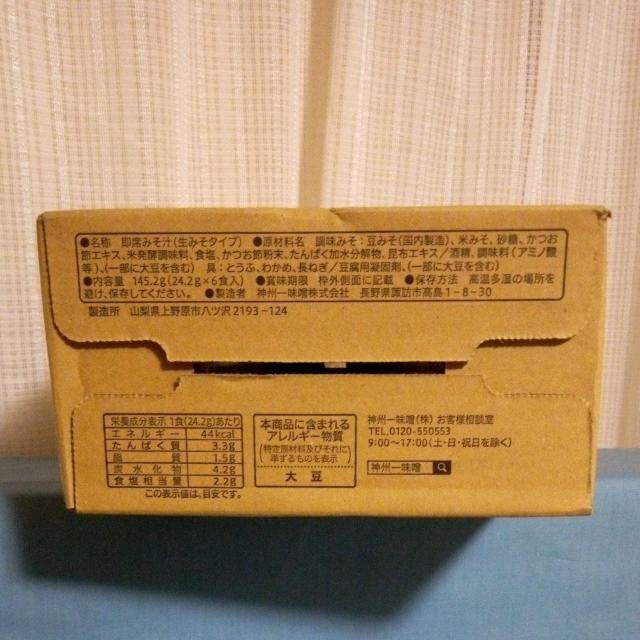 ●名称 即席みそ汁(生みそタイプ) ●原材料名 調味みそ:豆みそ(国内製造)、米みそ、砂糖、かつお
節エキス、米発酵調味料、食塩、かつお節粉末、たんぱく加水分解物、昆布エキス/酒精、調味料(アミノ酸
等)、(一部に大豆を含む) 具:とうふ、わかめ、長ねぎ/豆腐用凝固剤、(一部に大豆を含む)
●内容量 145.2g(24.2g×6食入) ●賞味期限 枠外側面に記載 ●保存方法 高温多湿の場所を
避け、保存してください。 ●製造者 神州一味噌株式会社 長野県諏訪市高島1-8-30
製造所 山梨県上野原市八ツ沢2193-124
栄養成分表示 1食(24.2g)あたり
エネルギー 44kcal
たんぱく質 3.3g
脂質 1.5g
炭水化物 4.2g
食塩相当量 2.2g
この表示値は、目安です。
本商品に含まれる
アレルギー物質
(特定原材料及びそれに
準ずるものを表示)
大豆
神州一味噌(株) お客様相談室
TEL.0120-550553
9:00〜17:00(土・日・祝日を除く)
神州一味噌